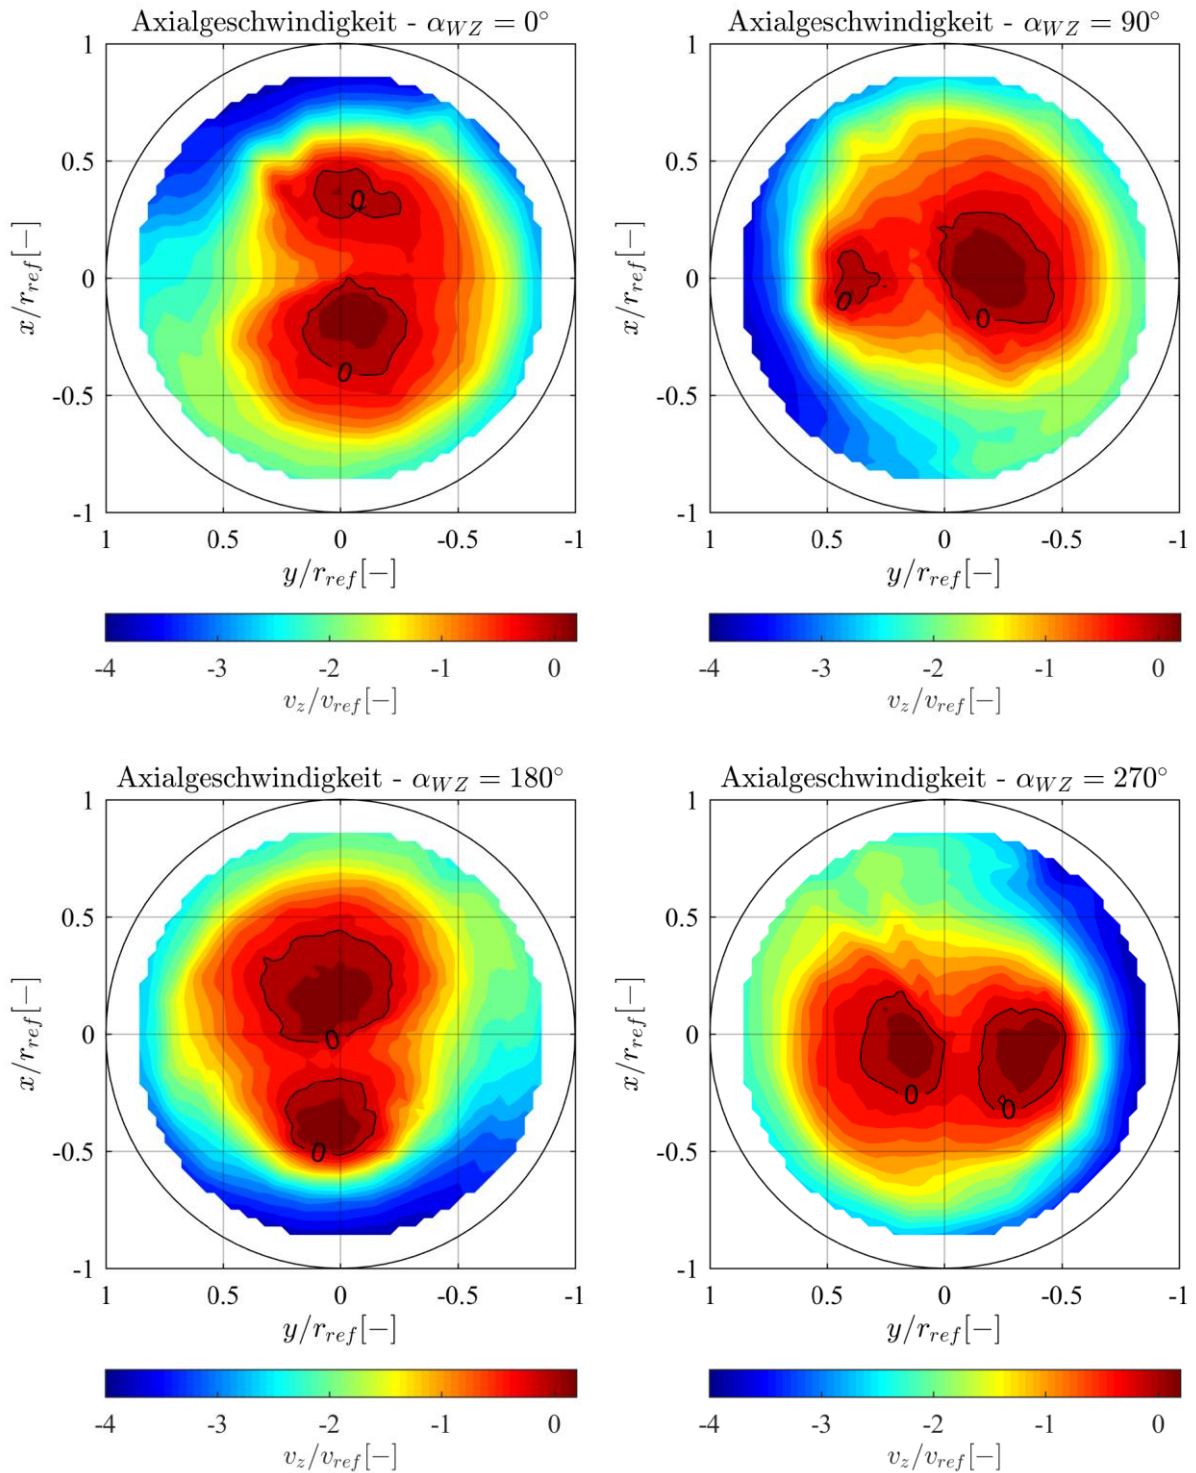 Axialgeschwindigkeit - α_WZ = 0°
1
0.5
0
-0.5
-1
x/r_ref[−]
0
0
1 0.5 0 -0.5 -1
y/r_ref[−]
-4 -3 -2 -1 0
v_z/v_ref[−]
Axialgeschwindigkeit - α_WZ = 90°
1
0.5
0
-0.5
-1
x/r_ref[−]
0
0
1 0.5 0 -0.5 -1
y/r_ref[−]
-4 -3 -2 -1 0
v_z/v_ref[−]
Axialgeschwindigkeit - α_WZ = 180°
1
0.5
0
-0.5
-1
x/r_ref[−]
0
0
1 0.5 0 -0.5 -1
y/r_ref[−]
-4 -3 -2 -1 0
v_z/v_ref[−]
Axialgeschwindigkeit - α_WZ = 270°
1
0.5
0
-0.5
-1
x/r_ref[−]
0
0
1 0.5 0 -0.5 -1
y/r_ref[−]
-4 -3 -2 -1 0
v_z/v_ref[−]